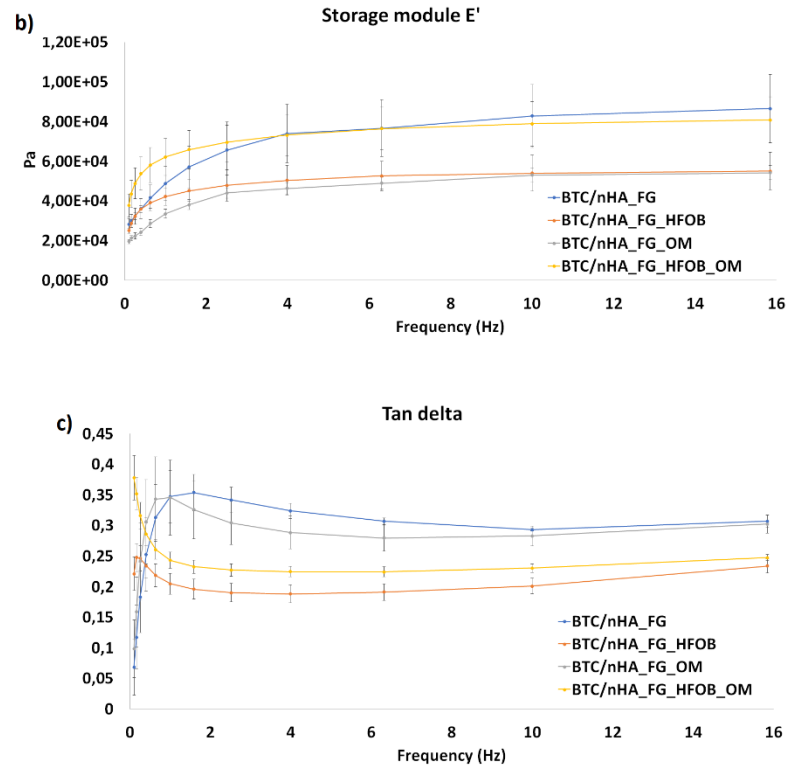 b)
Storage module E'
1,20E+05
1,00E+05
8,00E+04
6,00E+04
4,00E+04
2,00E+04
0,00E+00
Pa
0 2 4 6 8 10 12 14 16
Frequency (Hz)
BTC/nHA_FG
BTC/nHA_FG_HFOB
BTC/nHA_FG_OM
BTC/nHA_FG_HFOB_OM
c)
Tan delta
0,45
0,4
0,35
0,3
0,25
0,2
0,15
0,1
0,05
0
0 2 4 6 8 10 12 14 16
Frequency (Hz)
BTC/nHA_FG
BTC/nHA_FG_HFOB
BTC/nHA_FG_OM
BTC/nHA_FG_HFOB_OM